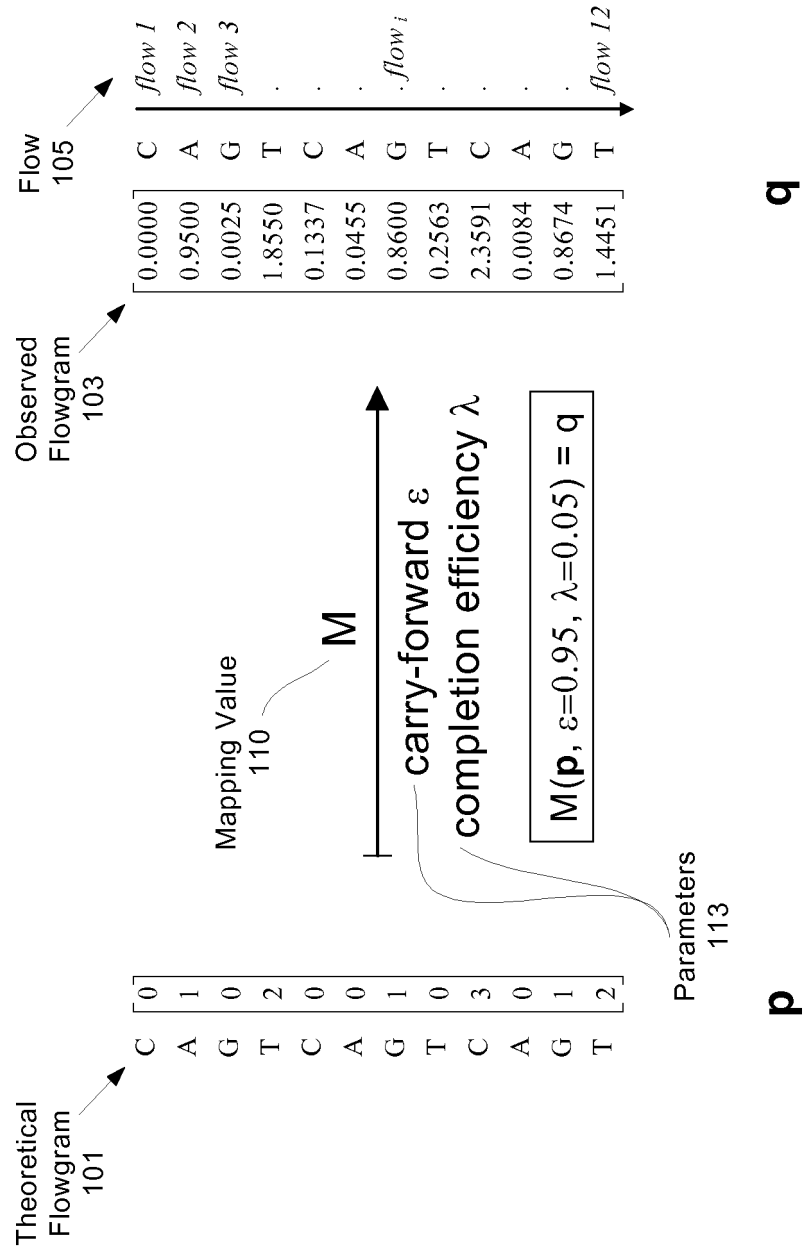 Theoretical
Flowgram
101
C 0
A 1
G 0
T 2
C 0
A 0
G 1
T 0
C 3
A 0
G 1
T 2
p
Mapping Value
110
M
carry-forward ε
completion efficiency λ
M(p, ε=0.95, λ=0.05) = q
Parameters
113
Observed
Flowgram
103
Flow
105
0.0000 C flow 1
0.9500 A flow 2
0.0025 G flow 3
1.8550 T .
0.1337 C .
0.0455 A .
0.8600 G . flow i
0.2563 T .
2.3591 C .
0.0084 A .
0.8674 G .
1.4451 T flow 12
q